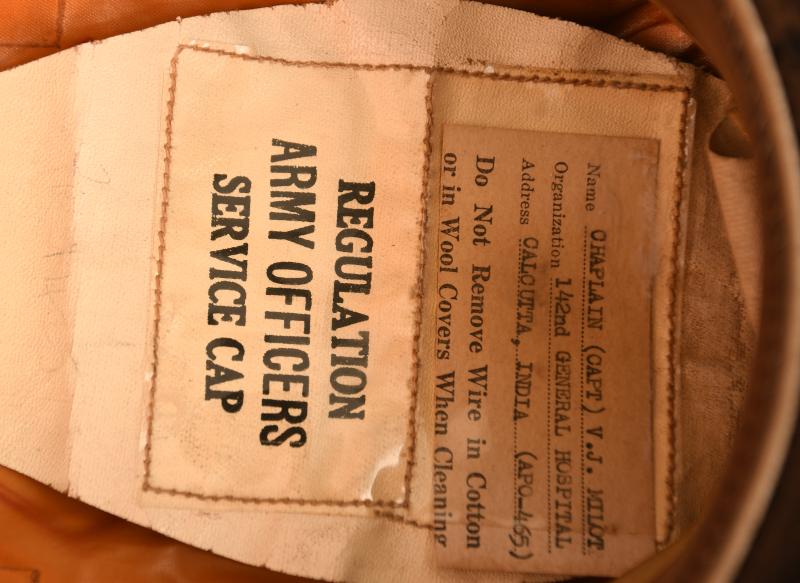 Name CHAPLAIN (CAPT) V.J. MILOT
Organization 142nd GENERAL HOSPITAL
Address CALCUTTA, INDIA (APO-465)
Do Not Remove Wire in Cotton
or in Wool Covers When Cleaning
REGULATION
ARMY OFFICERS
SERVICE CAP